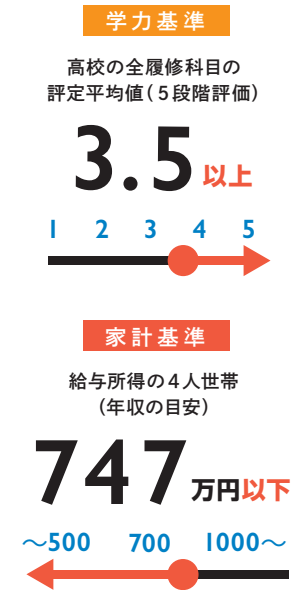 学力基準
高校の全履修科目の
評定平均値(5段階評価)
3.5以上
1 2 3 4 5
家計基準
給与所得の4人世帯
(年収の目安)
747万円以下
〜500 700 1000〜